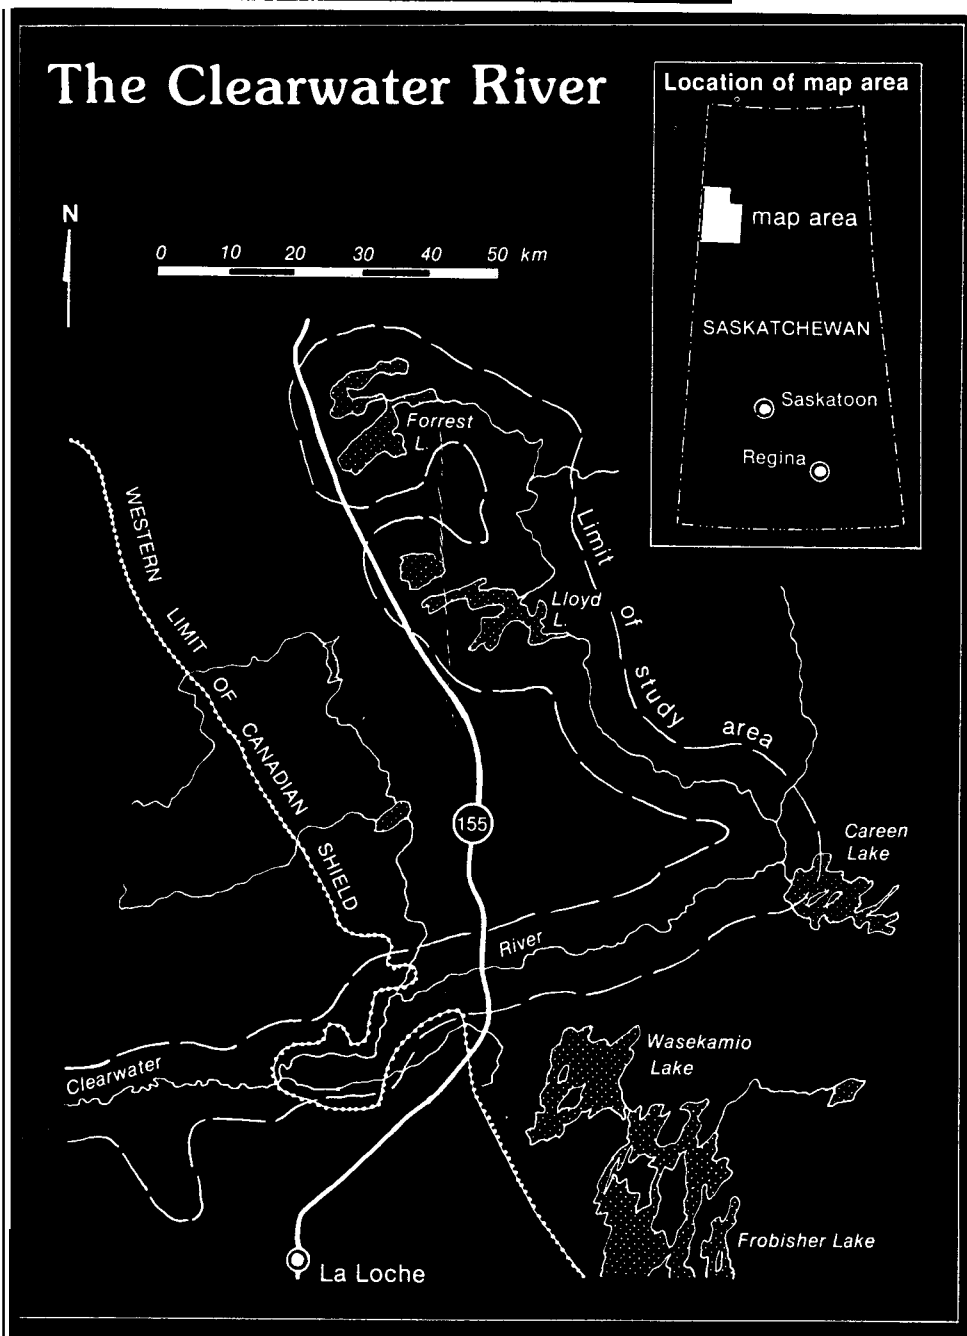 The Clearwater River
Location of map area
map area
SASKATCHEWAN
Saskatoon
Regina
N
0 10 20 30 40 50 km
Forrest
L.
WESTERN LIMIT OF CANADIAN SHIELD
Limit of study area
Lloyd
L.
155
Careen
Lake
River
Clearwater
Wasekamio
Lake
Frobisher Lake
La Loche